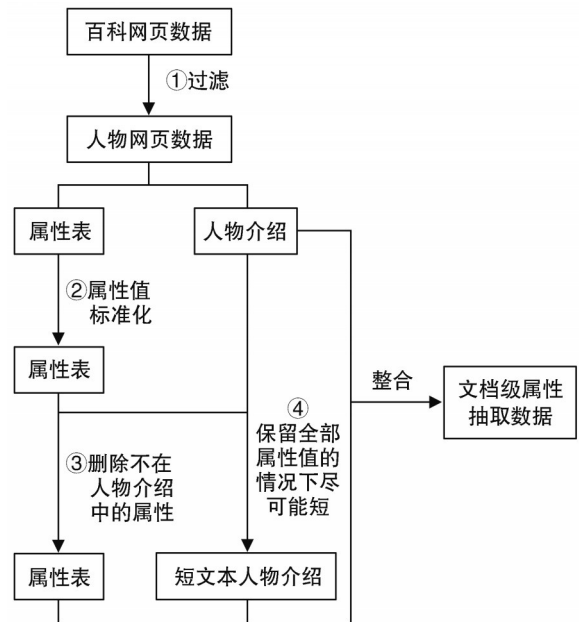 百科网页数据
①过滤
人物网页数据
属性表
人物介绍
②属性值
标准化
属性表
整合
文档级属性
抽取数据
④
保留全部
属性值的
情况下尽
可能短
③删除不在
人物介绍
中的属性
属性表
短文本人物介绍